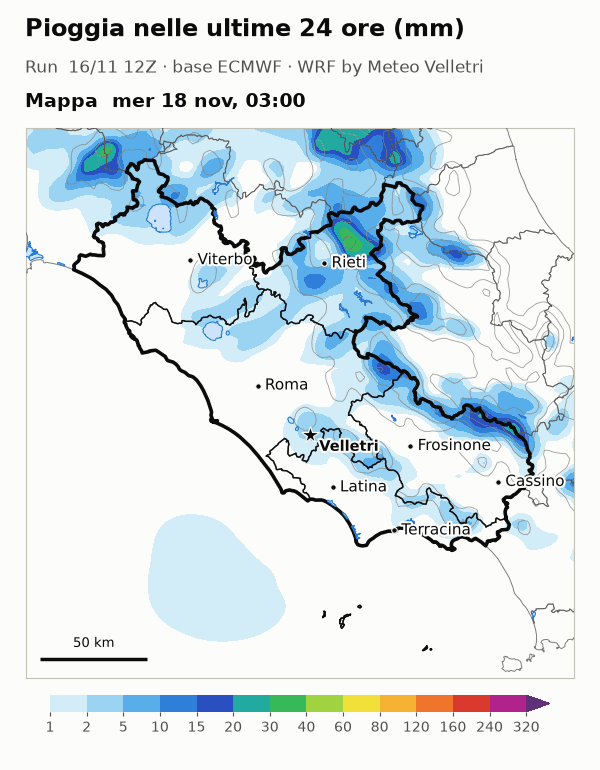 Pioggia nelle ultime 24 ore (mm)
Run  16/11 12Z · base ECMWF · WRF by Meteo Velletri
Mappa  mer 18 nov, 03:00
Viterbo
Rieti
Roma
Velletri
Frosinone
Latina
Cassino
Terracina
50 km
1 2 5 10 15 20 30 40 60 80 120 160 240 320